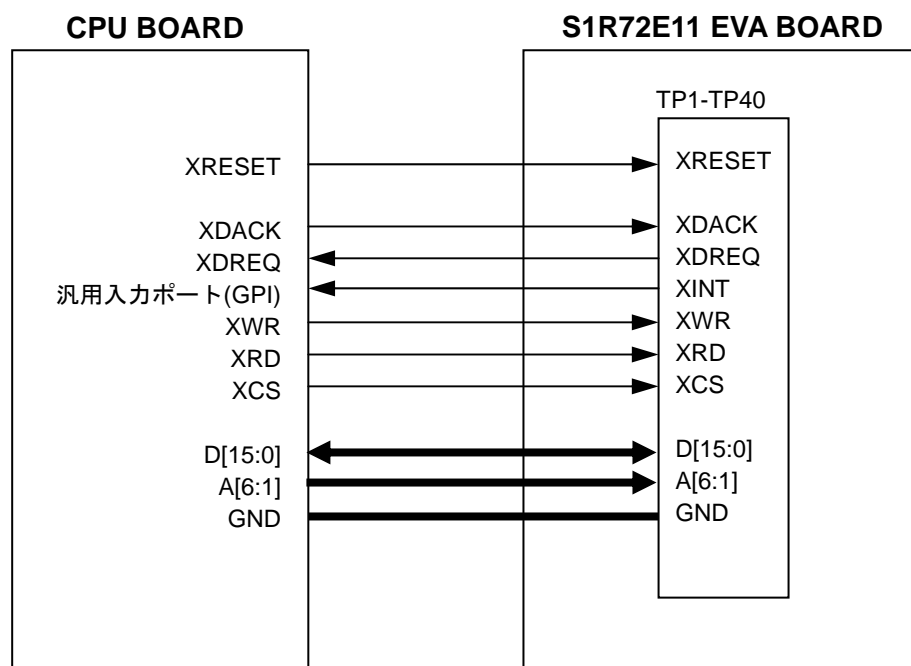 CPU BOARD
S1R72E11 EVA BOARD
TP1-TP40
XRESET
XRESET
XDACK
XDACK
XDREQ
XDREQ
汎用入力ポート(GPI)
XINT
XWR
XWR
XRD
XRD
XCS
XCS
D[15:0]
D[15:0]
A[6:1]
A[6:1]
GND
GND